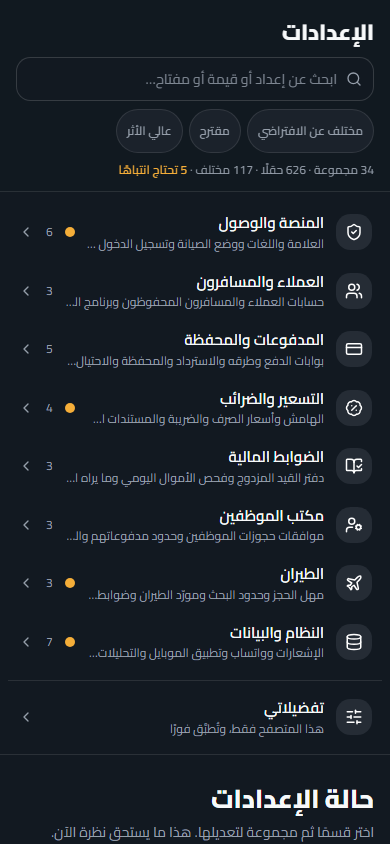 الإعدادات
ابحث عن إعداد أو قيمة أو مفتاح...
مختلف عن الافتراضي
مقترح
عالي الأثر
34 مجموعة · 626 حقلًا · 117 مختلف · 5 تحتاج انتباهًا
المنصة والوصول
6
العلامة واللغات ووضع الصيانة وتسجيل الدخول ...
العملاء والمسافرون
3
حسابات العملاء والمسافرون المحفوظون وبرنامج الـ...
المدفوعات والمحفظة
5
بوابات الدفع وطرقه والاسترداد والمحفظة والاحتيال...
التسعير والضرائب
4
الهامش وأسعار الصرف والضريبة والمستندات ا...
الضوابط المالية
3
دفتر القيد المزدوج وفحص الأموال اليومي وما يراه ا...
مكتب الموظفين
3
موافقات حجوزات الموظفين وحدود مدفوعاتهم والـ...
الطيران
3
مهل الحجز وحدود البحث ومورّد الطيران وضوابط...
النظام والبيانات
7
الإشعارات وواتساب وتطبيق الموبايل والتحليلات...
تفضيلاتي
هذا المتصفح فقط، وتُطبَّق فورًا
حالة الإعدادات
اختر قسمًا ثم مجموعة لتعديلها. هذا ما يستحق نظرة الآن.